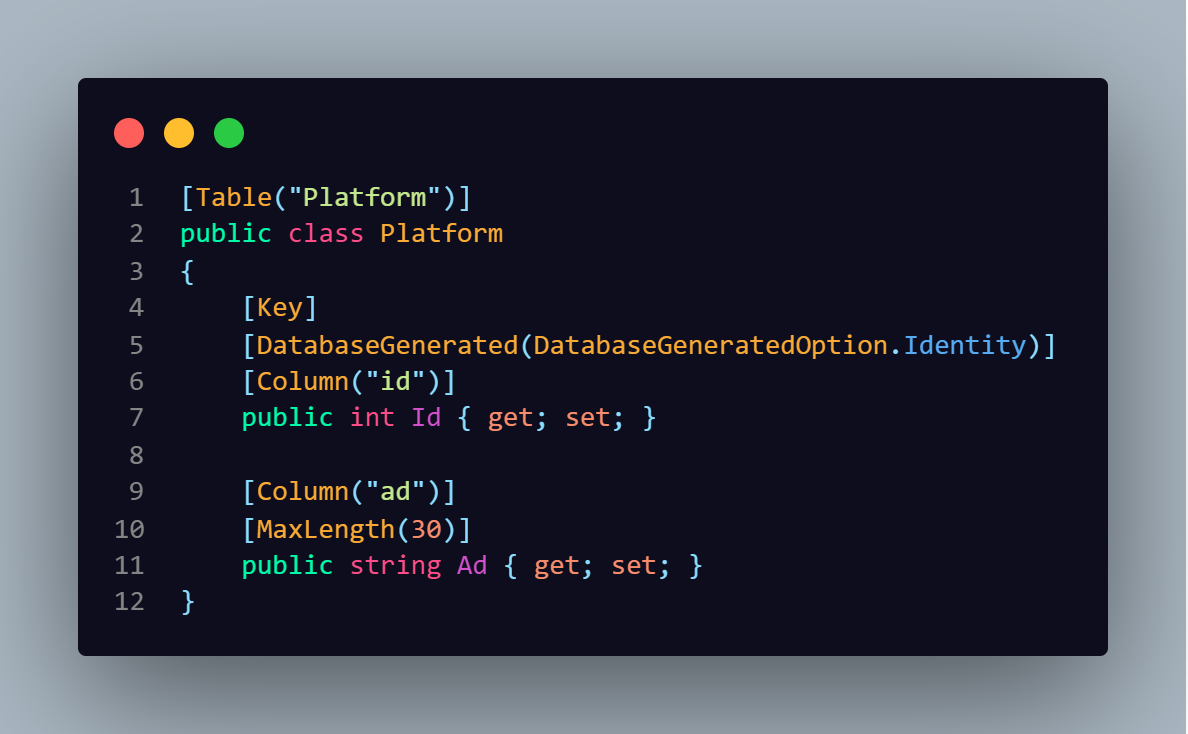 1 [Table("Platform")]
2 public class Platform
3 {
4     [Key]
5     [DatabaseGenerated(DatabaseGeneratedOption.Identity)]
6     [Column("id")]
7     public int Id { get; set; }
8
9     [Column("ad")]
10     [MaxLength(30)]
11     public string Ad { get; set; }
12 }